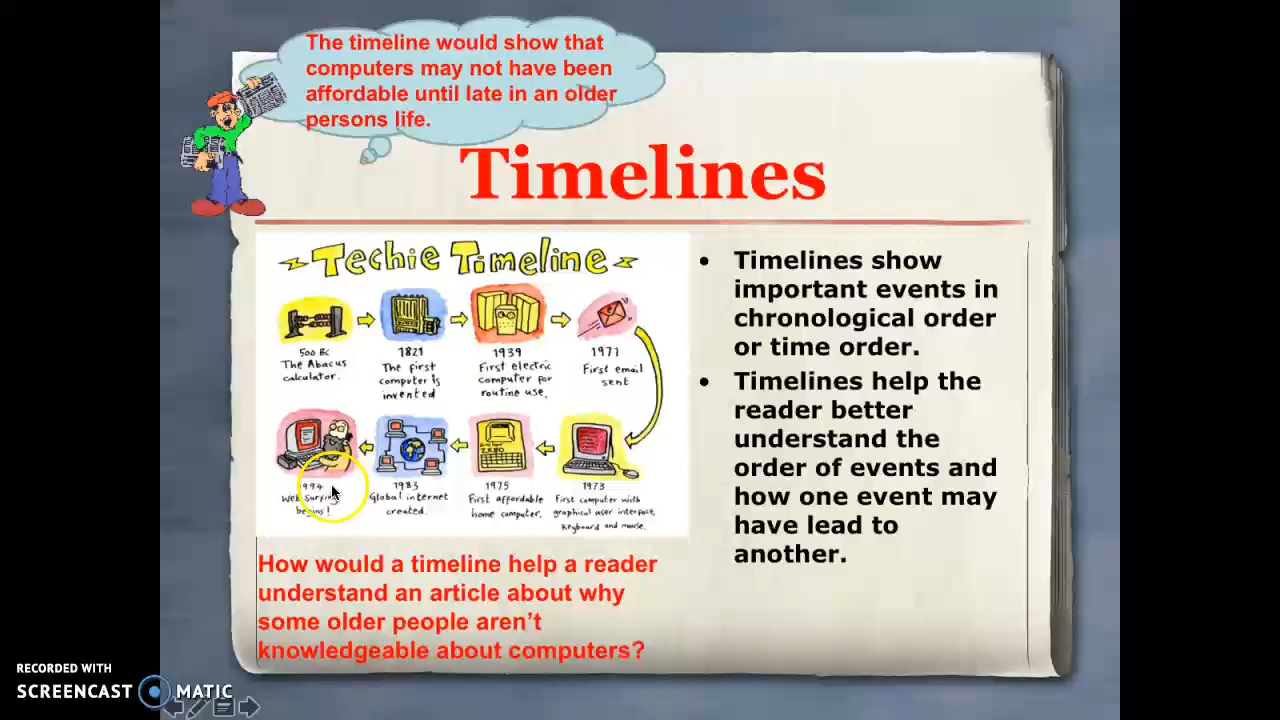 The timeline would show that
computers may not have been
affordable until late in an older
persons life.
Timelines
Techie Timeline
500 BC
The Abacus
calculator.
1821
The first
computer is
invented
1939
First electric
computer for
routine use.
1971
First email
sent
1994
Web Surfing
begins!
1983
Global internet
created.
1975
First affordable
home computer.
1973
First computer with
graphical user interface,
Keyboard and mouse.
• Timelines show
important events in
chronological order
or time order.
• Timelines help the
reader better
understand the
order of events and
how one event may
have lead to
another.
How would a timeline help a reader
understand an article about why
some older people aren't
knowledgeable about computers?
RECORDED WITH
SCREENCAST MATIC